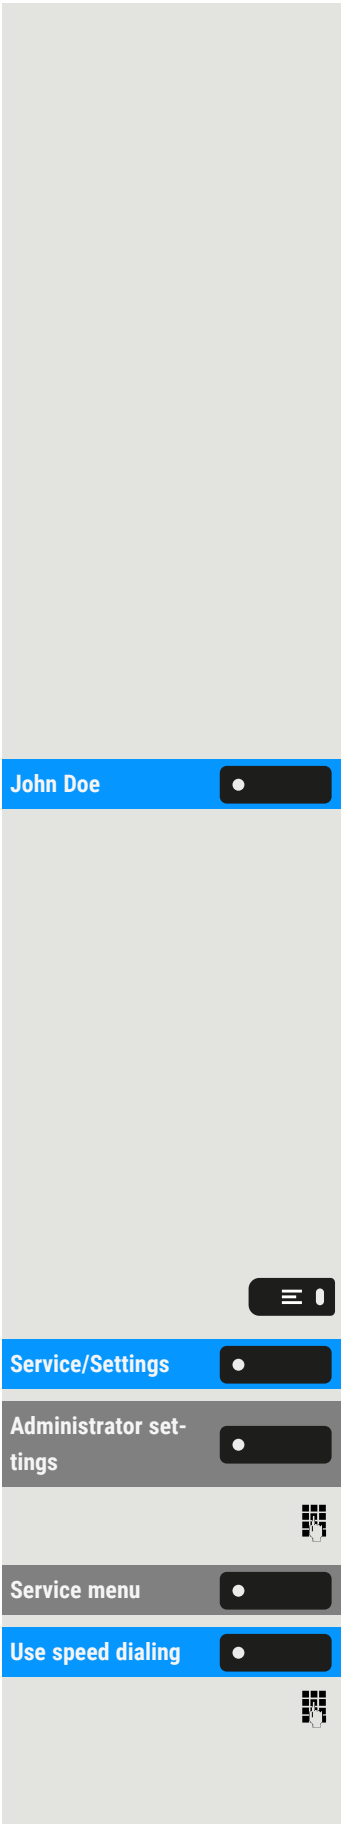 John Doe
Service/Settings
Administrator set-
tings
Service menu
Use speed dialing